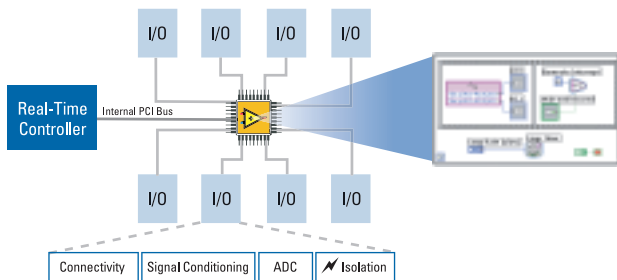 I/O I/O I/O I/O
Real-Time
Controller
Internal PCI Bus
I/O I/O I/O I/O
Connectivity Signal Conditioning ADC Isolation